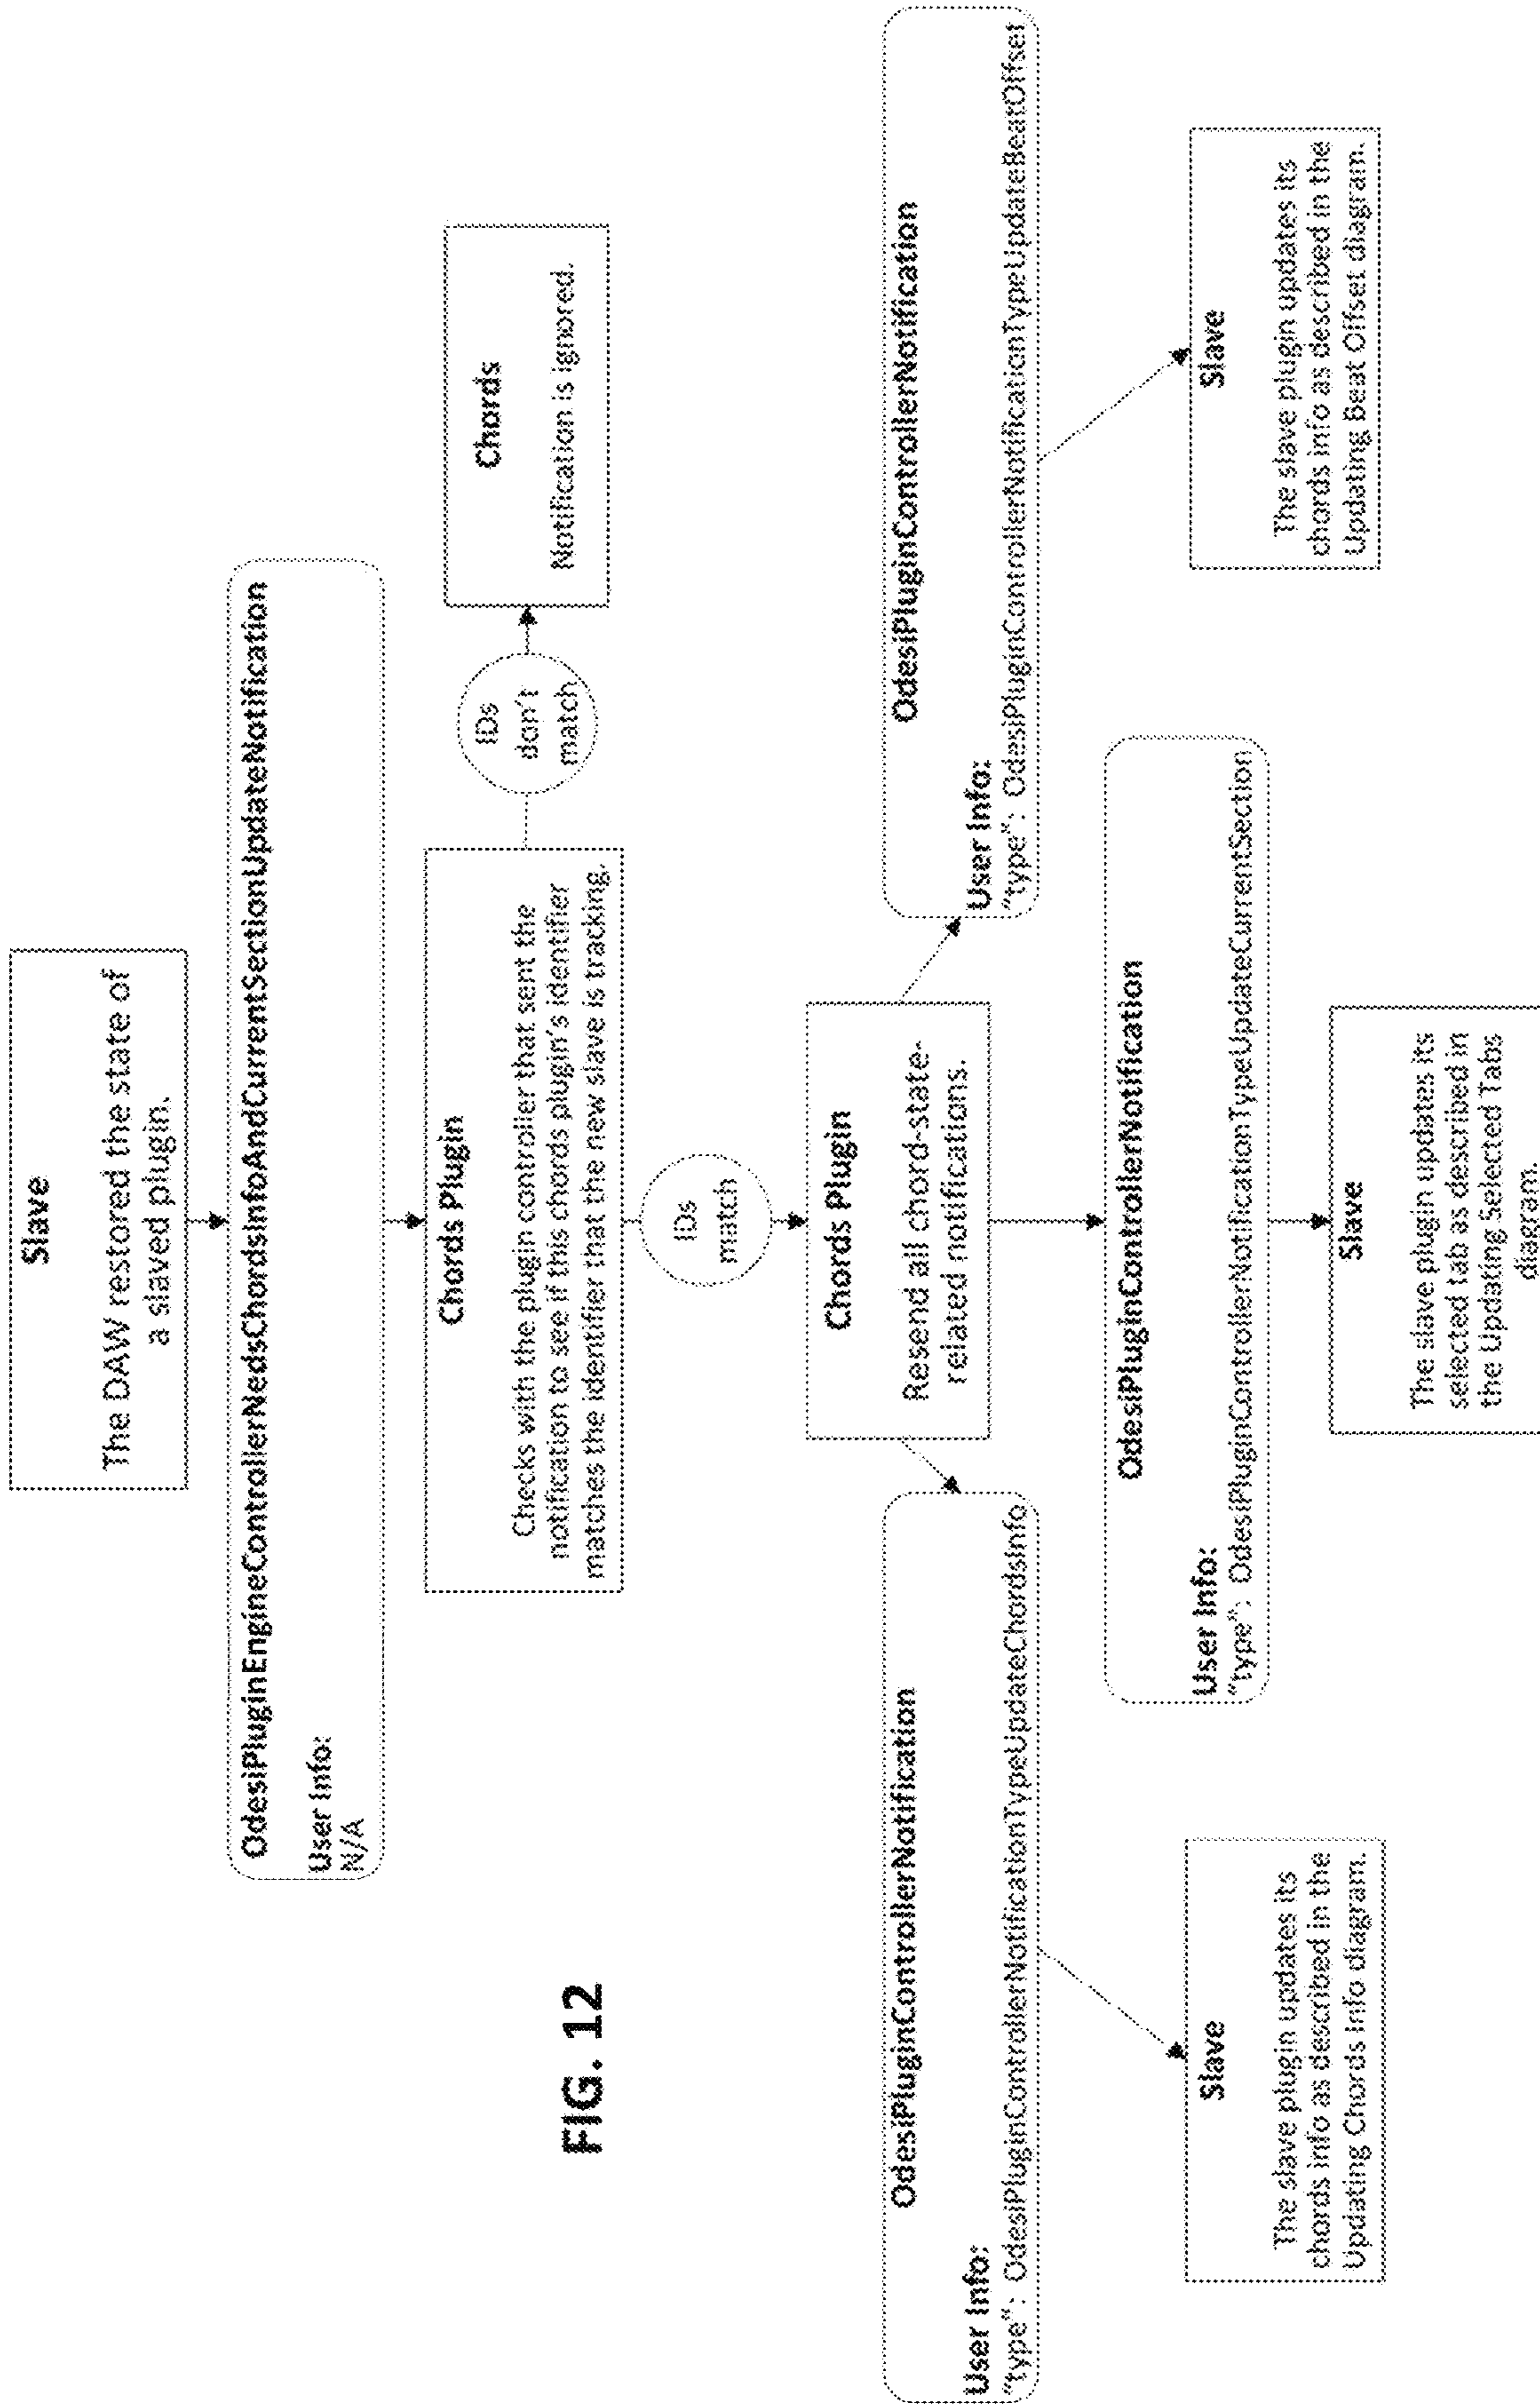 Slave
The DAW restored the state of
a slaved plugin.
OdesiPluginEngineControllerNedsChordsInfoAndCurrentSectionUpdateNotification
User Info:
N/A
Chords Plugin
Checks with the plugin controller that sent the
notification to see if this chords plugin's identifier
matches the identifier that the new slave is tracking.
IDs
don't
match
Chords
Notification is ignored.
IDs
match
FIG. 12
Chords Plugin
Resend all chord-state-
related notifications.
OdesiPluginControllerNotification
User Info:
"type": OdesiPluginControllerNotificationTypeUpdateChordsInfo
OdesiPluginControllerNotification
User Info:
"type": OdesiPluginControllerNotificationTypeUpdateCurrentSection
OdesiPluginControllerNotification
User Info:
"type": OdesiPluginControllerNotificationTypeUpdateBeatOffset
Slave
The slave plugin updates its
chords info as described in the
Updating Chords Info diagram.
Slave
The slave plugin updates its
selected tab as described in
the Updating Selected Tabs
diagram.
Slave
The slave plugin updates its
chords info as described in the
Updating Beat Offset diagram.